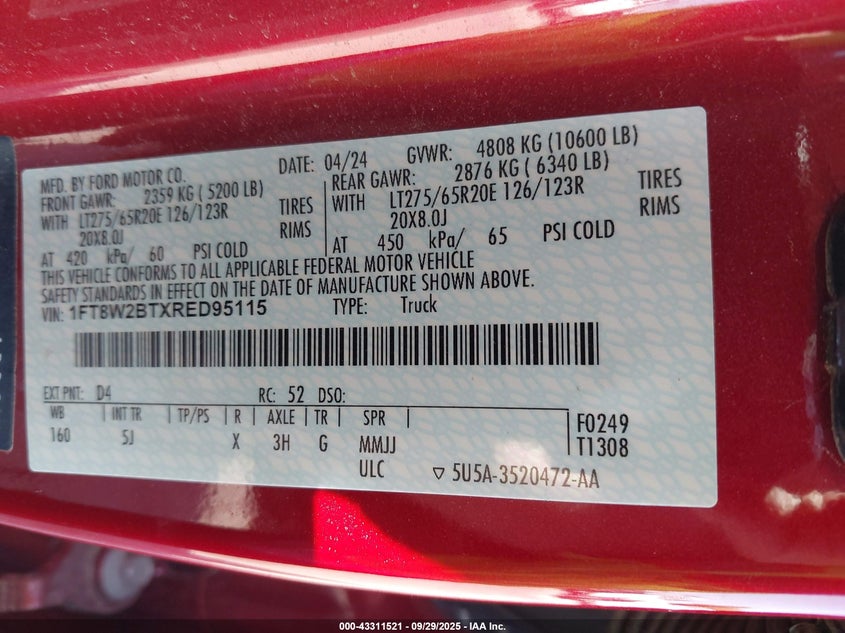 MFD. BY FORD MOTOR CO. DATE: 04/24 GVWR: 4808 KG (10600 LB)
FRONT GAWR: 2359 KG ( 5200 LB) REAR GAWR: 2876 KG ( 6340 LB)
WITH LT275/65R20E 126/123R TIRES WITH LT275/65R20E 126/123R TIRES
20X8.0J RIMS 20X8.0J RIMS
AT 420 kPa/ 60 PSI COLD AT 450 kPa/ 65 PSI COLD
THIS VEHICLE CONFORMS TO ALL APPLICABLE FEDERAL MOTOR VEHICLE
SAFETY STANDARDS IN EFFECT ON THE DATE OF MANUFACTURE SHOWN ABOVE.
VIN: 1FT8W2BTXRED95115 TYPE: Truck
EXT PNT: D4 RC: 52 DSO:
WB INT TR TP/PS R AXLE TR SPR F0249
160 5J X 3H G MMJJ T1308
ULC ▽ 5U5A-3520472-AA
000-43311521 - 09/29/2025 - IAA Inc.